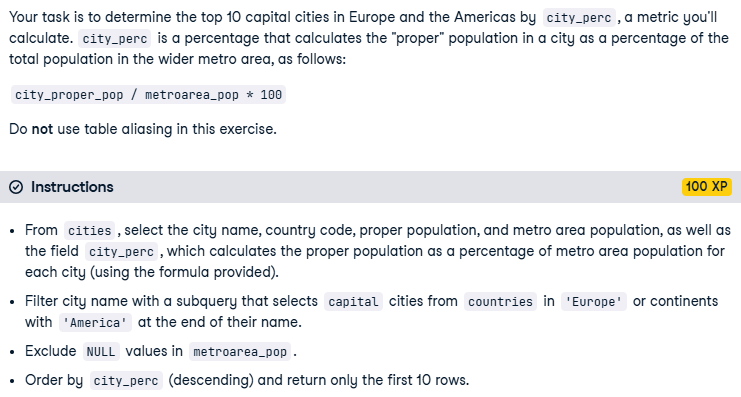 Your task is to determine the top 10 capital cities in Europe and the Americas by city_perc , a metric you'll
calculate. city_perc is a percentage that calculates the "proper" population in a city as a percentage of the
total population in the wider metro area, as follows:
city_proper_pop / metroarea_pop * 100
Do not use table aliasing in this exercise.
Instructions
100 XP
• From cities , select the city name, country code, proper population, and metro area population, as well as
the field city_perc , which calculates the proper population as a percentage of metro area population for
each city (using the formula provided).
• Filter city name with a subquery that selects capital cities from countries in 'Europe' or continents
with 'America' at the end of their name.
• Exclude NULL values in metroarea_pop .
• Order by city_perc (descending) and return only the first 10 rows.